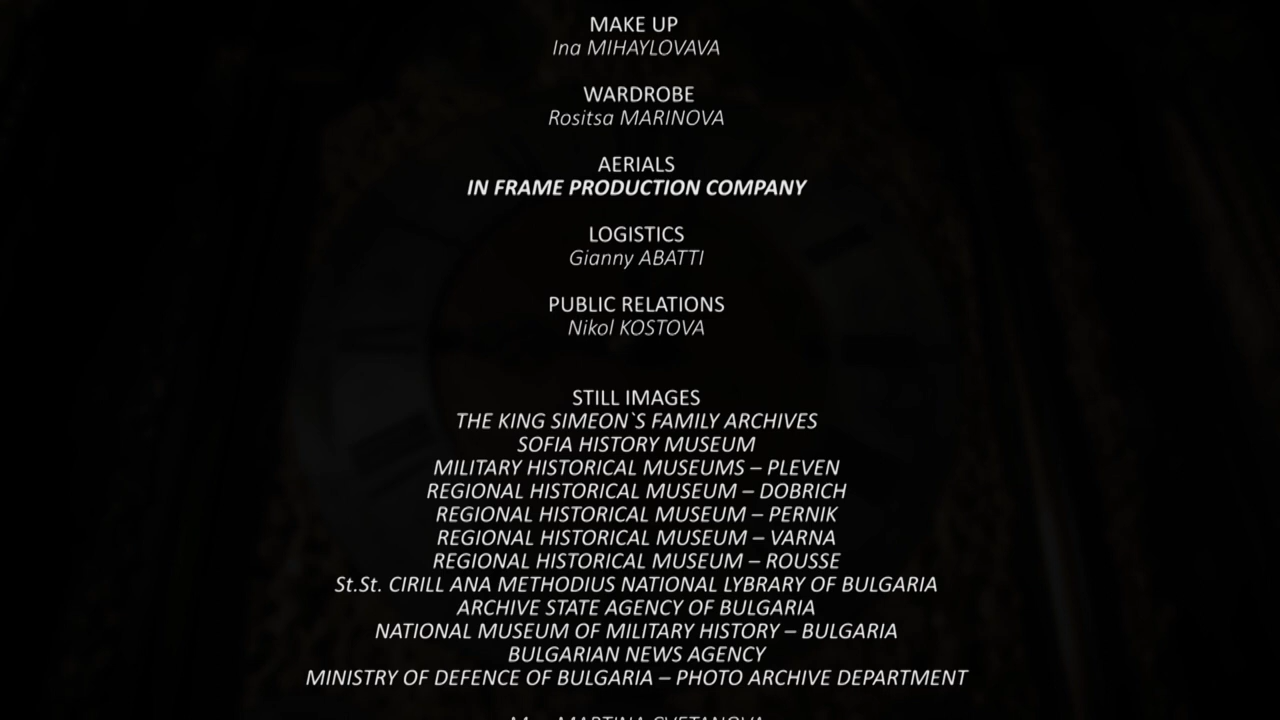 MAKE UP
Ina MIHAYLOVAVA
WARDROBE
Rositsa MARINOVA
AERIALS
IN FRAME PRODUCTION COMPANY
LOGISTICS
Gianny ABATTI
PUBLIC RELATIONS
Nikol KOSTOVA
STILL IMAGES
THE KING SIMEON`S FAMILY ARCHIVES
SOFIA HISTORY MUSEUM
MILITARY HISTORICAL MUSEUMS – PLEVEN
REGIONAL HISTORICAL MUSEUM – DOBRICH
REGIONAL HISTORICAL MUSEUM – PERNIK
REGIONAL HISTORICAL MUSEUM – VARNA
REGIONAL HISTORICAL MUSEUM – ROUSSE
St.St. CIRILL ANA METHODIUS NATIONAL LYBRARY OF BULGARIA
ARCHIVE STATE AGENCY OF BULGARIA
NATIONAL MUSEUM OF MILITARY HISTORY – BULGARIA
BULGARIAN NEWS AGENCY
MINISTRY OF DEFENCE OF BULGARIA – PHOTO ARCHIVE DEPARTMENT